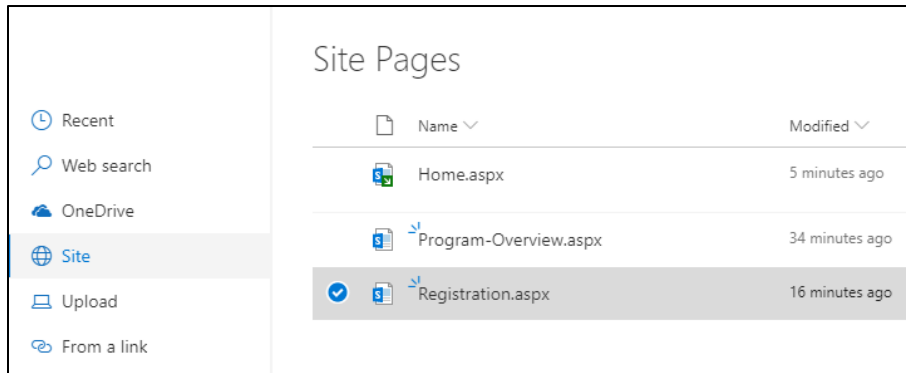 Site Pages
Recent
Web search
OneDrive
Site
Upload
From a link
Name Modified
Home.aspx 5 minutes ago
Program-Overview.aspx 34 minutes ago
Registration.aspx 16 minutes ago